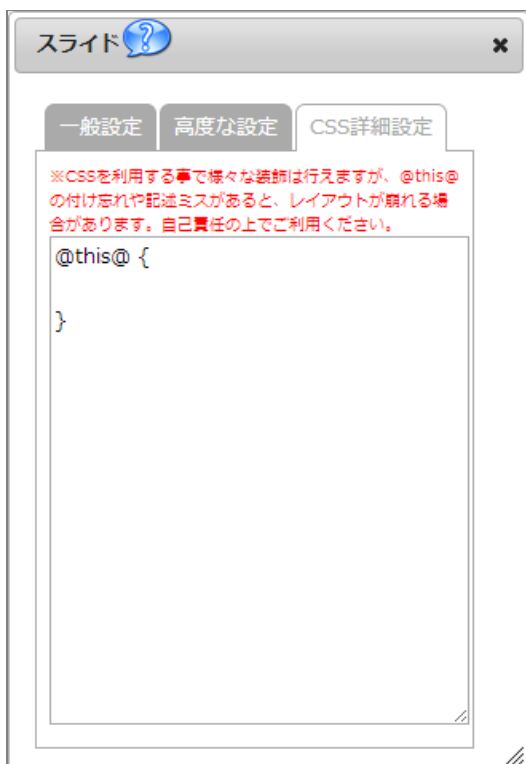 スライド
一般設定 高度な設定 CSS詳細設定
※CSSを利用する事で様々な装飾は行えますが、@this@
の付け忘れや記述ミスがあると、レイアウトが崩れる場
合があります。自己責任の上でご利用ください。
@this@ {
}